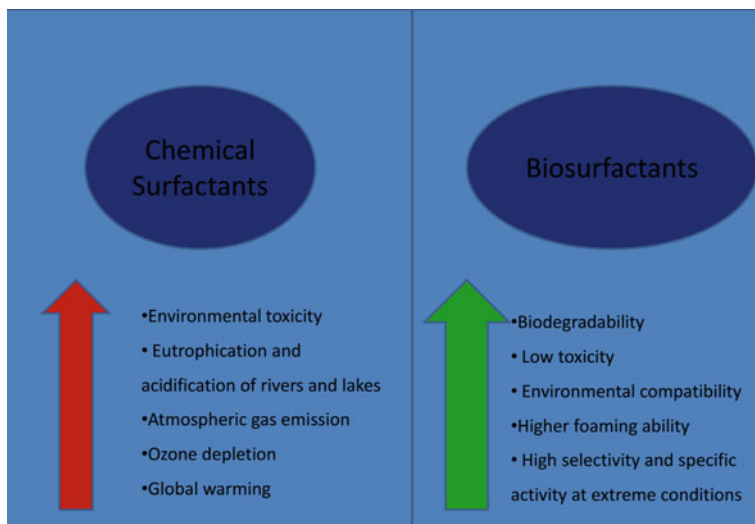 Chemical
Surfactants
•Environmental toxicity
• Eutrophication and
acidification of rivers and lakes
•Atmospheric gas emission
•Ozone depletion
•Global warming
Biosurfactants
•Biodegradability
• Low toxicity
• Environmental compatibility
•Higher foaming ability
• High selectivity and specific
activity at extreme conditions